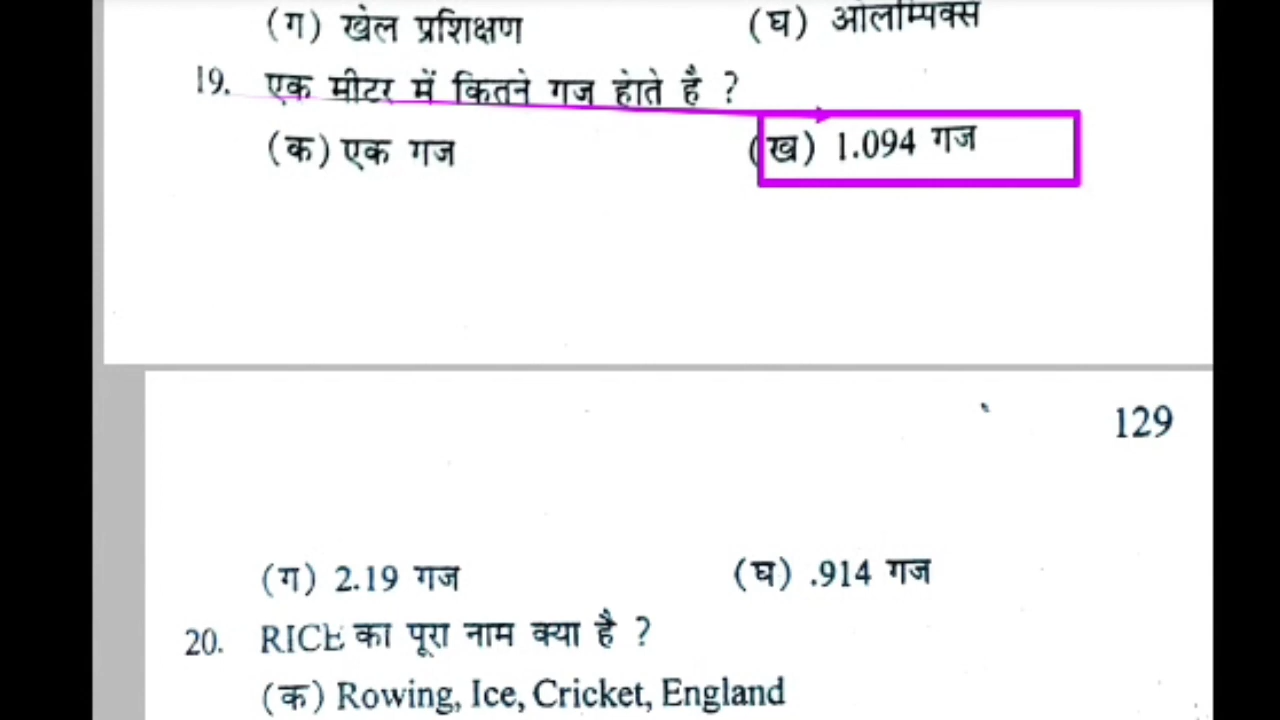 (ग) खेल प्रशिक्षण (घ) ओलम्पिक्स
19. एक मीटर में कितने गज होते है ?
(क) एक गज (ख) 1.094 गज
129
(ग) 2.19 गज (घ) .914 गज
20. RICE का पूरा नाम क्या है ?
(क) Rowing, Ice, Cricket, England